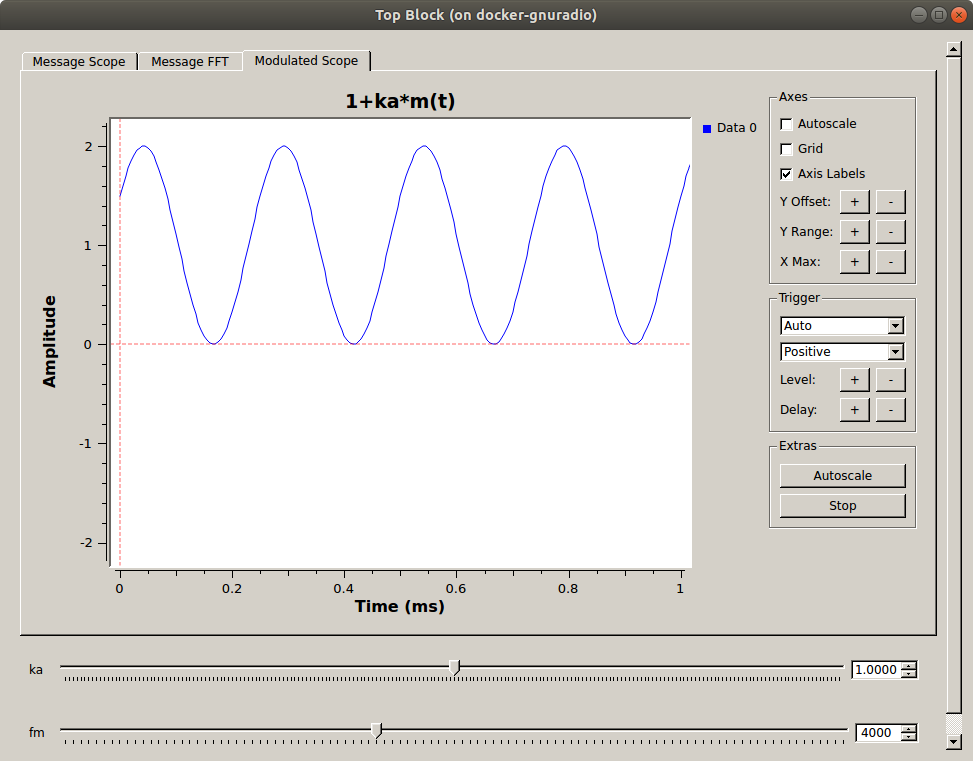 Top Block (on docker-gnuradio)
Message Scope Message FFT Modulated Scope
1+ka*m(t)
Data 0
Amplitude
2
1
0
-1
-2
0 0.2 0.4 0.6 0.8 1
Time (ms)
Axes
Autoscale
Grid
Axis Labels
Y Offset: + -
Y Range: + -
X Max: + -
Trigger
Auto
Positive
Level: + -
Delay: + -
Extras
Autoscale
Stop
ka 1.0000
fm 4000